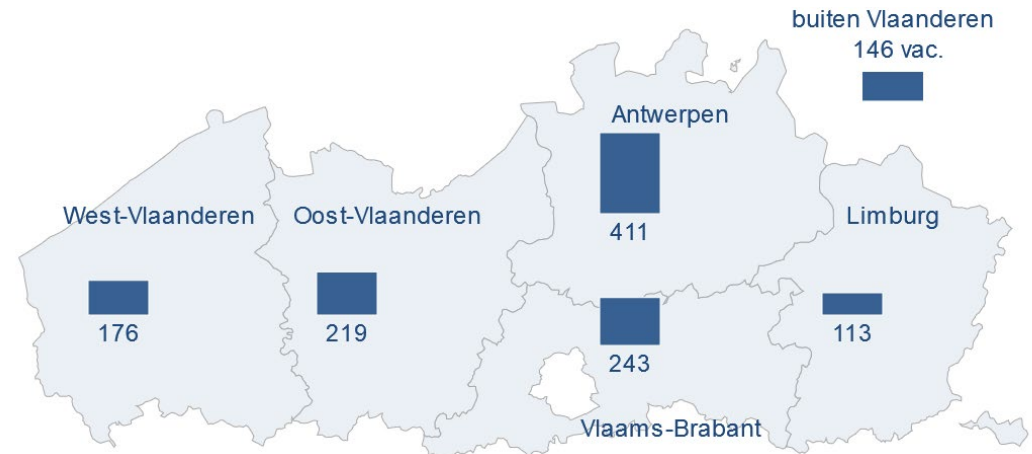 buiten Vlaanderen
146 vac.
Antwerpen
411
West-Vlaanderen
176
Oost-Vlaanderen
219
Limburg
113
243
Vlaams-Brabant